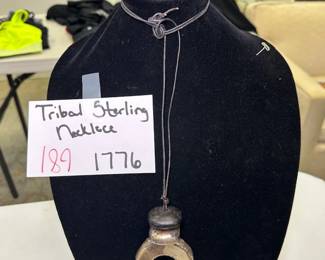 Tribal Sterling
Necklace
189 1776